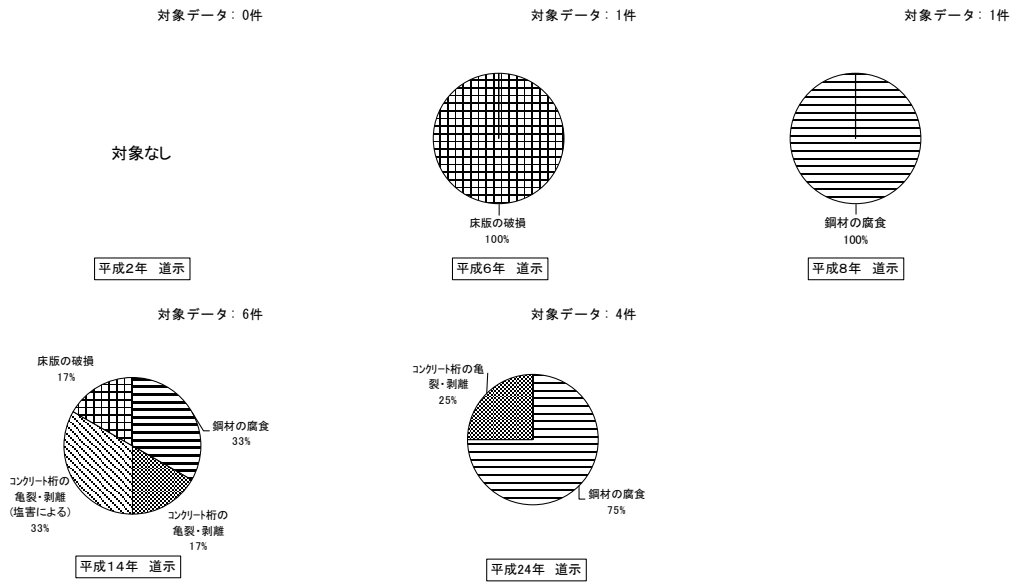 対象データ：0件
対象なし
平成2年　道示
対象データ：1件
床版の破損
100%
平成6年　道示
対象データ：1件
鋼材の腐食
100%
平成8年　道示
対象データ：6件
床版の破損
17%
鋼材の腐食
33%
コンクリート桁の
亀裂・剥離
(塩害による)
33%
コンクリート桁の
亀裂・剥離
17%
平成14年　道示
対象データ：4件
コンクリート桁の亀
裂・剥離
25%
鋼材の腐食
75%
平成24年　道示